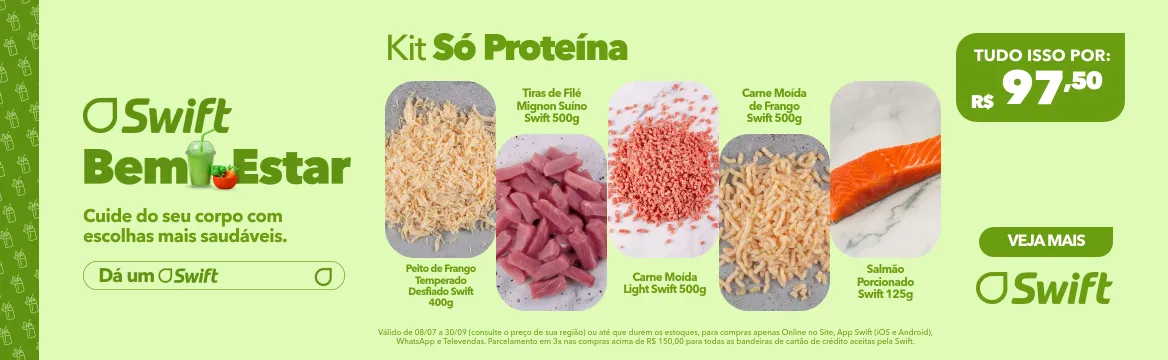 Swift
Bem Estar
Cuide do seu corpo com
escolhas mais saudáveis.
Dá um Swift
Kit Só Proteína
Peito de Frango
Temperado
Desfiado Swift
400g
Tiras de Filé
Mignon Suíno
Swift 500g
Carne Moída
Light Swift 500g
Carne Moída
de Frango
Swift 500g
Salmão
Porcionado
Swift 125g
TUDO ISSO POR:
R$ 97,50
VEJA MAIS
Swift
Válido de 08/07 a 30/09 (consulte o preço de sua região) ou até que durem os estoques, para compras apenas Online no Site, App Swift (iOS e Android),
WhatsApp e Televendas. Parcelamento em 3x nas compras acima de R$ 150,00 para todas as bandeiras de cartão de crédito aceitas pela Swift.